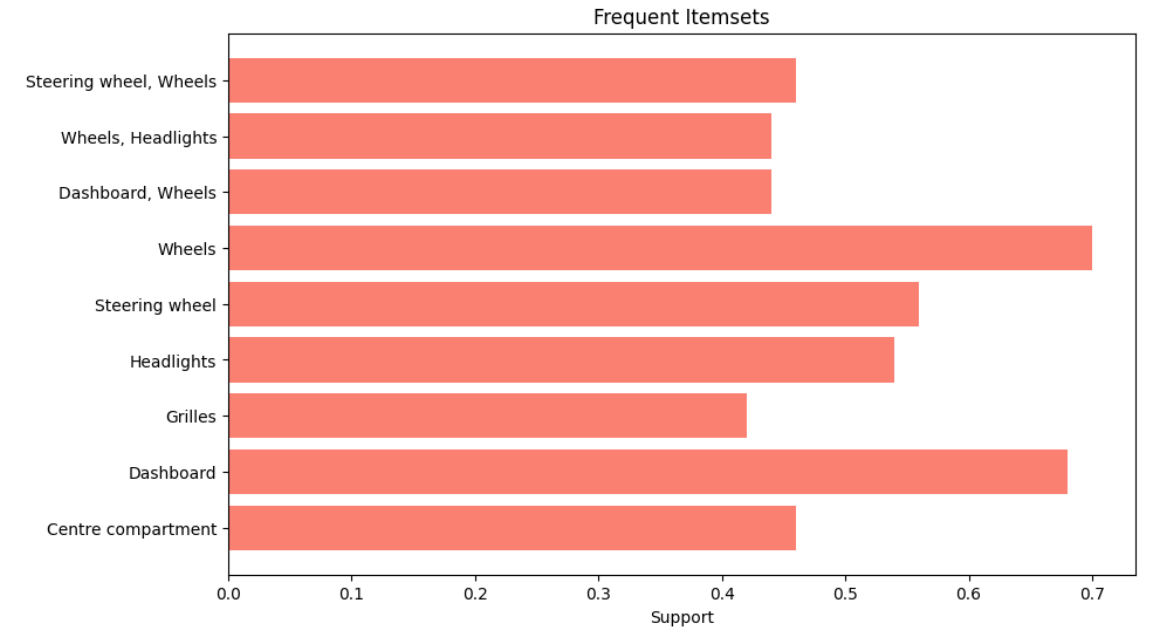 Frequent Itemsets
Steering wheel, Wheels
Wheels, Headlights
Dashboard, Wheels
Wheels
Steering wheel
Headlights
Grilles
Dashboard
Centre compartment
0.0 0.1 0.2 0.3 0.4 0.5 0.6 0.7
Support